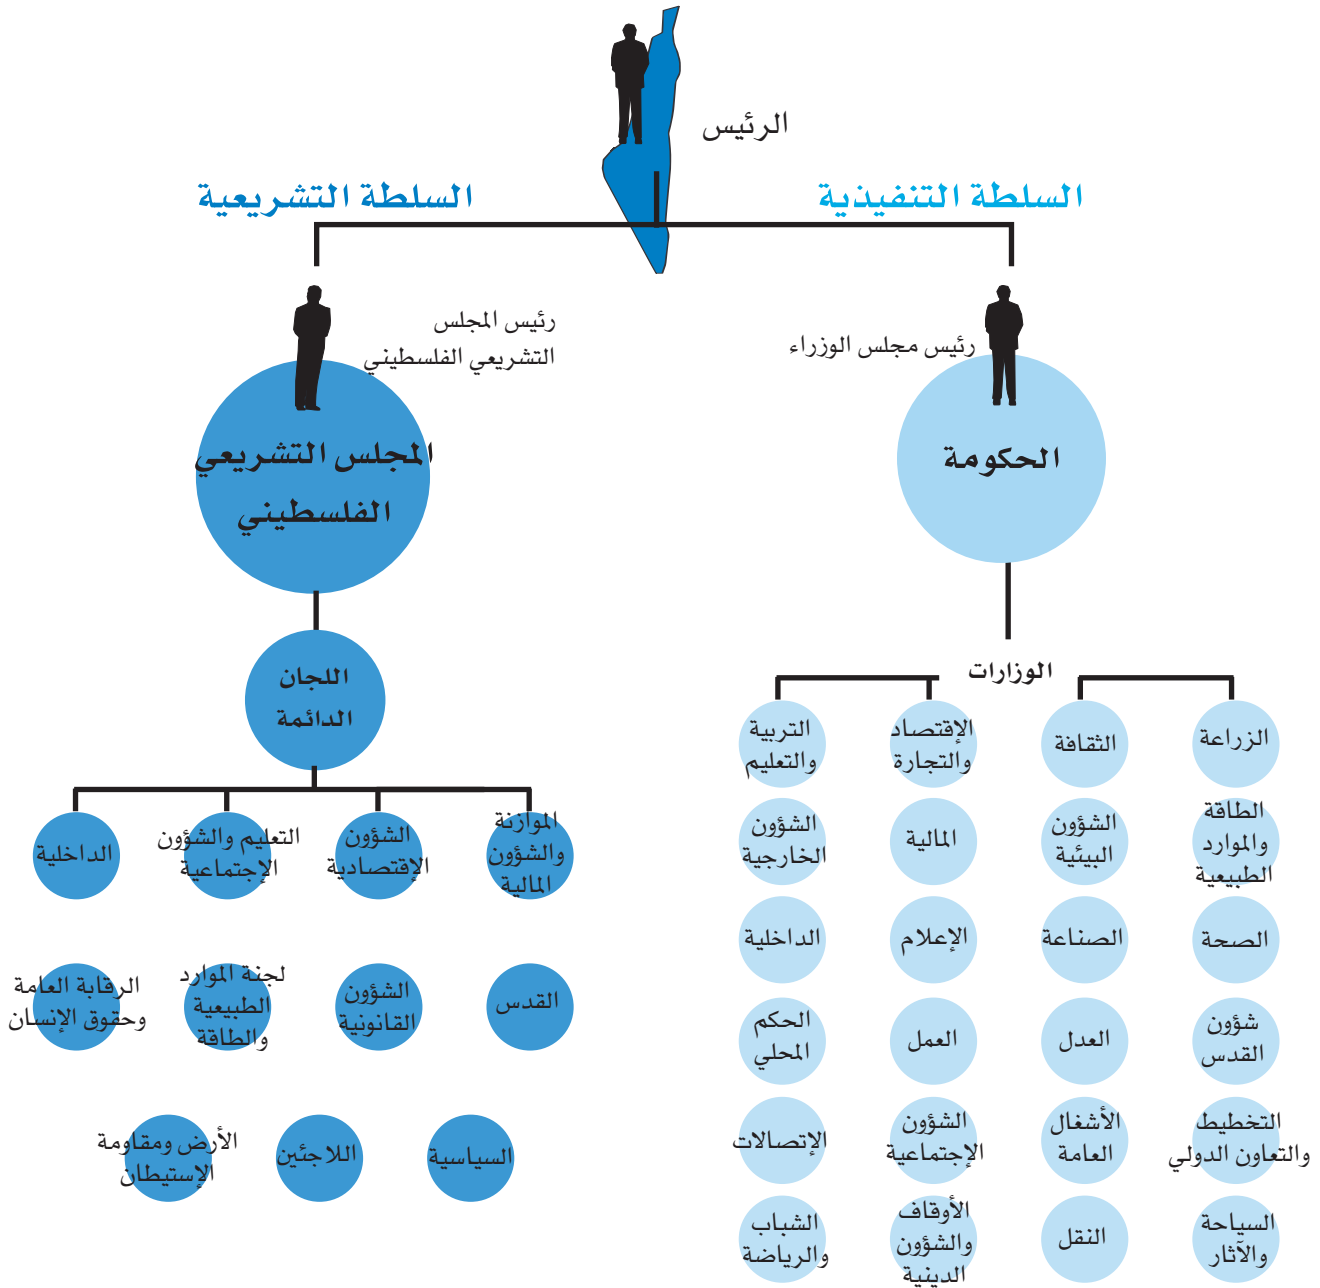 الرئيس
السلطة التنفيذية
السلطة التشريعية
رئيس مجلس الوزراء
الحكومة
الوزارات
الزراعة
الثقافة
الإقتصاد
والتجارة
التربية
والتعليم
الطاقة
والموارد
الطبيعية
الشؤون
البيئية
المالية
الشؤون
الخارجية
الصحة
الصناعة
الإعلام
الداخلية
شؤون
القدس
العدل
العمل
الحكم
المحلي
التخطيط
والتعاون الدولي
الأشغال
العامة
الشؤون
الإجتماعية
الإتصالات
السياحة
والآثار
النقل
الأوقاف
والشؤون
الدينية
الشباب
والرياضة
رئيس المجلس
التشريعي الفلسطيني
المجلس التشريعي
الفلسطيني
اللجان
الدائمة
الموازنة
والشؤون
المالية
الشؤون
الإقتصادية
التعليم والشؤون
الإجتماعية
الداخلية
القدس
الشؤون
القانونية
لجنة الموارد
الطبيعية
والطاقة
الرقابة العامة
وحقوق الإنسان
السياسية
اللاجئين
الأرض ومقاومة
الإستيطان